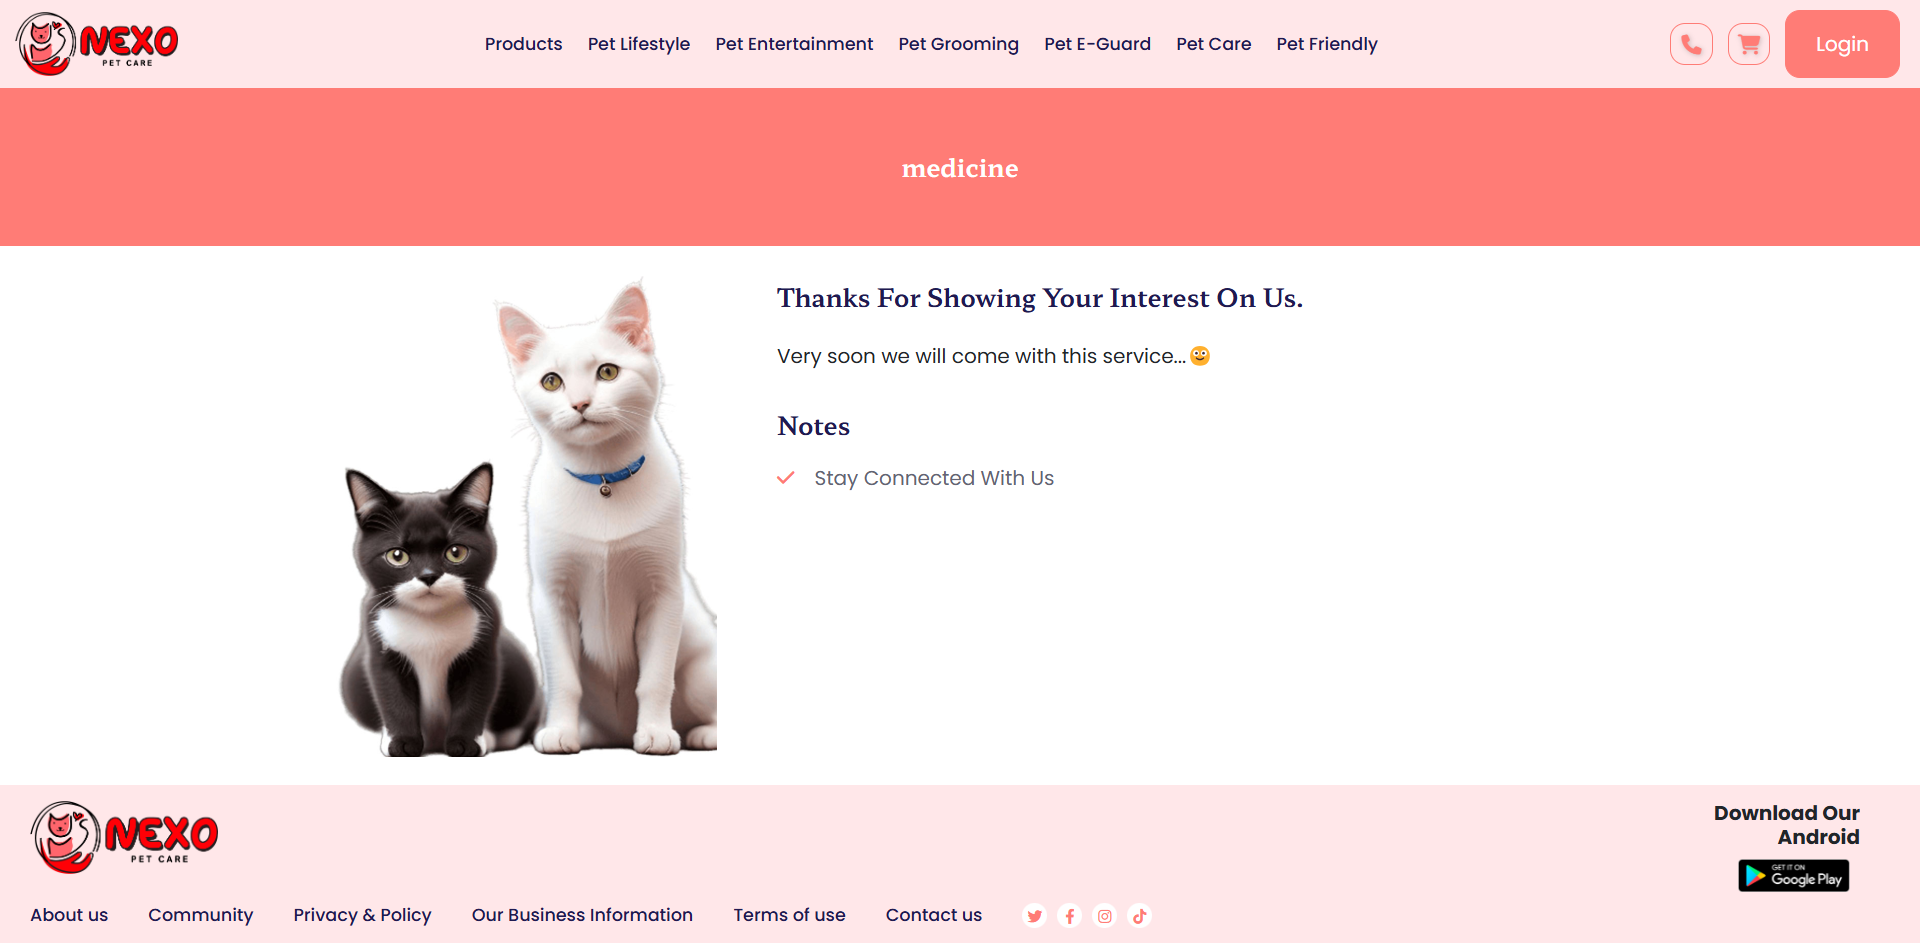 NEXO
PET CARE
Products Pet Lifestyle Pet Entertainment Pet Grooming Pet E-Guard Pet Care Pet Friendly
Login
medicine
Thanks For Showing Your Interest On Us.
Very soon we will come with this service...
Notes
Stay Connected With Us
NEXO
PET CARE
Download Our
Android
GET IT ON
Google Play
About us Community Privacy & Policy Our Business Information Terms of use Contact us